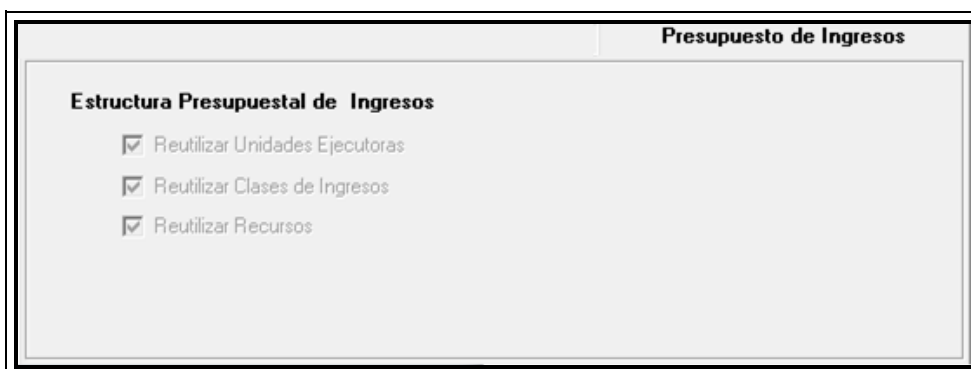 Presupuesto de Ingresos
Estructura Presupuestal de Ingresos
Reutilizar Unidades Ejecutoras
Reutilizar Clases de Ingresos
Reutilizar Recursos